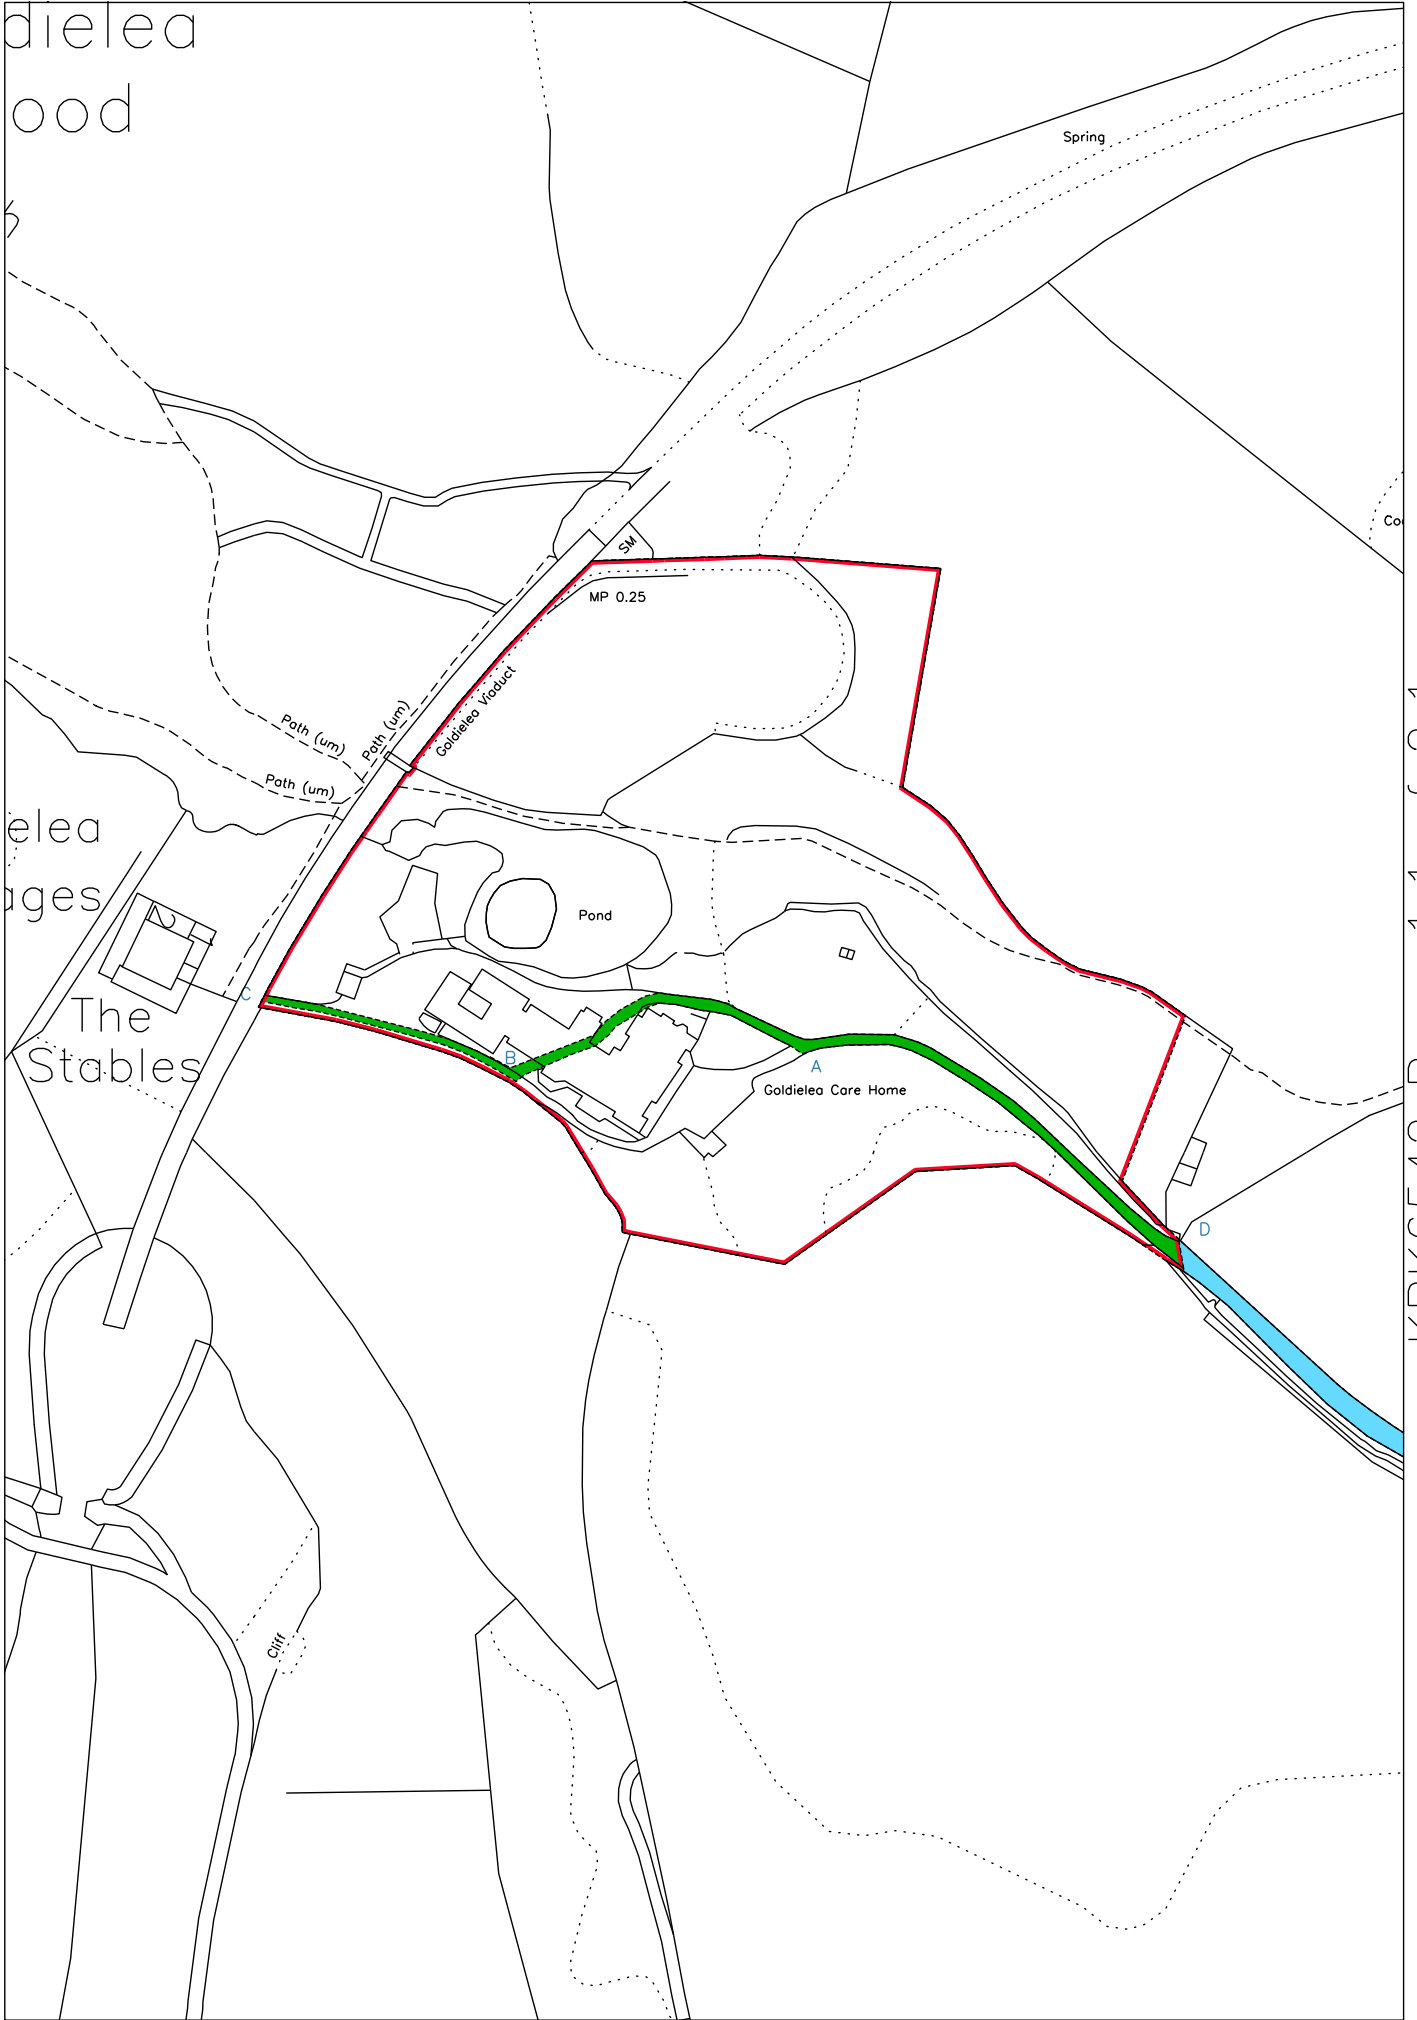 dielea
ood
Spring
SM
MP 0.25
Goldielea Viaduct
Path (um)
Path (um)
Path (um)
elea
ages
2
Pond
C
The
Stables
B
A
Goldielea Care Home
D
Cliff